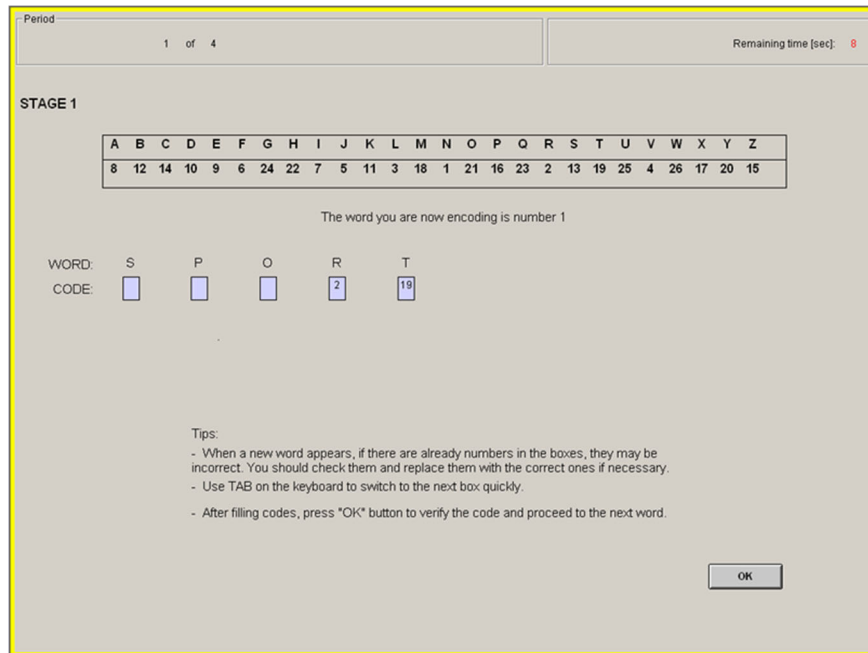 Period
1 of 4
Remaining time [sec]: 8
STAGE 1
A B C D E F G H I J K L M N O P Q R S T U V W X Y Z
8 12 14 10 9 6 24 22 7 5 11 3 18 1 21 16 23 2 13 19 25 4 26 17 20 15
The word you are now encoding is number 1
WORD: S P O R T
CODE: 2 19
Tips:
- When a new word appears, if there are already numbers in the boxes, they may be
incorrect. You should check them and replace them with the correct ones if necessary.
- Use TAB on the keyboard to switch to the next box quickly.
- After filling codes, press "OK" button to verify the code and proceed to the next word.
OK